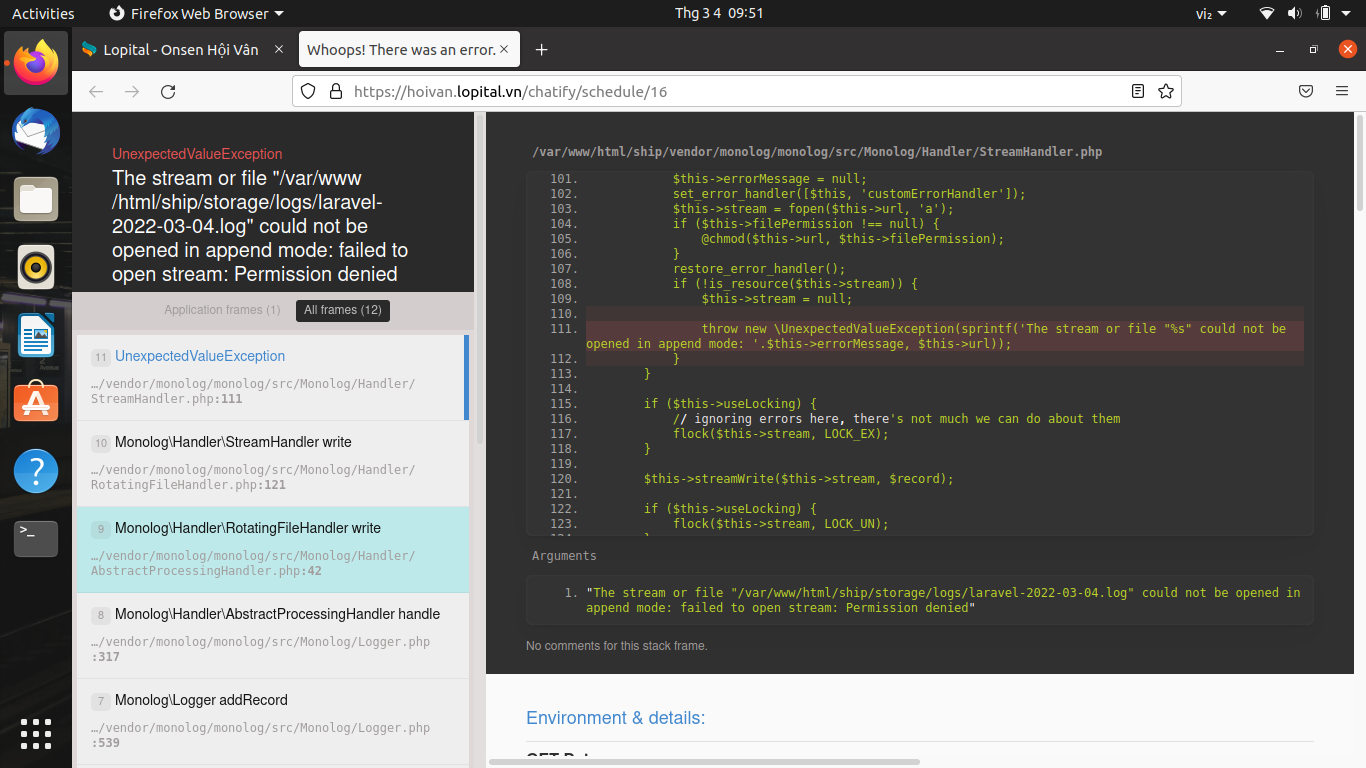 Activities
Firefox Web Browser
Thg 3 4 09:51
vi₂
Lopital - Onsen Hội Vân
Whoops! There was an error.
https://hoivan.lopital.vn/chatify/schedule/16
UnexpectedValueException
The stream or file "/var/www
/html/ship/storage/logs/laravel-
2022-03-04.log" could not be
opened in append mode: failed to
open stream: Permission denied
Application frames (1)
All frames (12)
11 UnexpectedValueException
…/vendor/monolog/monolog/src/Monolog/Handler/
StreamHandler.php:111
10 Monolog\Handler\StreamHandler write
…/vendor/monolog/monolog/src/Monolog/Handler/
RotatingFileHandler.php:121
9 Monolog\Handler\RotatingFileHandler write
…/vendor/monolog/monolog/src/Monolog/Handler/
AbstractProcessingHandler.php:42
8 Monolog\Handler\AbstractProcessingHandler handle
…/vendor/monolog/monolog/src/Monolog/Logger.php
:317
7 Monolog\Logger addRecord
…/vendor/monolog/monolog/src/Monolog/Logger.php
:539
/var/www/html/ship/vendor/monolog/monolog/src/Monolog/Handler/StreamHandler.php
101. $this->errorMessage = null;
102. set_error_handler([$this, 'customErrorHandler']);
103. $this->stream = fopen($this->url, 'a');
104. if ($this->filePermission !== null) {
105. @chmod($this->url, $this->filePermission);
106. }
107. restore_error_handler();
108. if (!is_resource($this->stream)) {
109. $this->stream = null;
110.
111. throw new \UnexpectedValueException(sprintf('The stream or file "%s" could not be
opened in append mode: '.$this->errorMessage, $this->url));
112. }
113. }
114.
115. if ($this->useLocking) {
116. // ignoring errors here, there's not much we can do about them
117. flock($this->stream, LOCK_EX);
118. }
119.
120. $this->streamWrite($this->stream, $record);
121.
122. if ($this->useLocking) {
123. flock($this->stream, LOCK_UN);
Arguments
1. "The stream or file "/var/www/html/ship/storage/logs/laravel-2022-03-04.log" could not be opened in
append mode: failed to open stream: Permission denied"
No comments for this stack frame.
Environment & details: